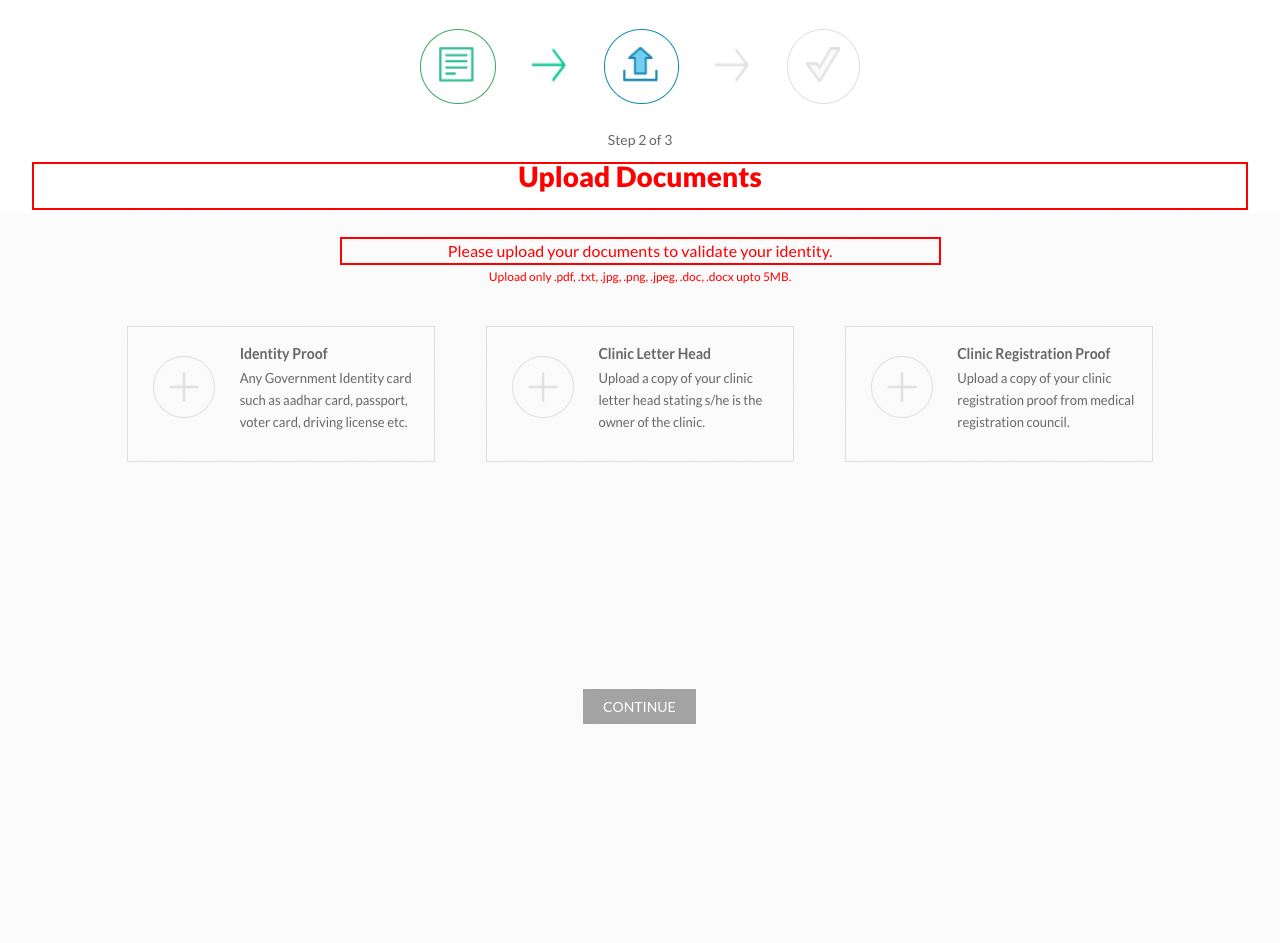 Step 2 of 3
Upload Documents
Please upload your documents to validate your identity.
Upload only .pdf, .txt, .jpg, .png, .jpeg, .doc, .docx upto 5MB.
Identity Proof
Any Government Identity card
such as aadhar card, passport,
voter card, driving license etc.
Clinic Letter Head
Upload a copy of your clinic
letter head stating s/he is the
owner of the clinic.
Clinic Registration Proof
Upload a copy of your clinic
registration proof from medical
registration council.
CONTINUE